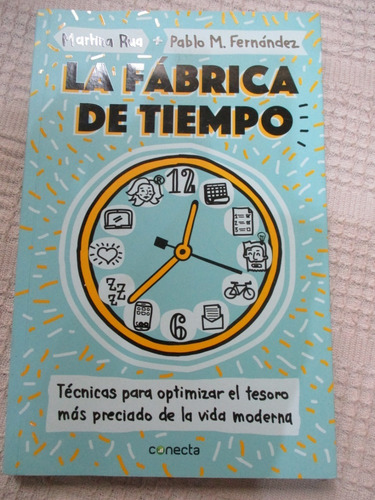 Martina Rua + Pablo M. Fernández
LA FÁBRICA
DE TIEMPO
12
ZZZ
6
Técnicas para optimizar el tesoro
más preciado de la vida moderna
conecta